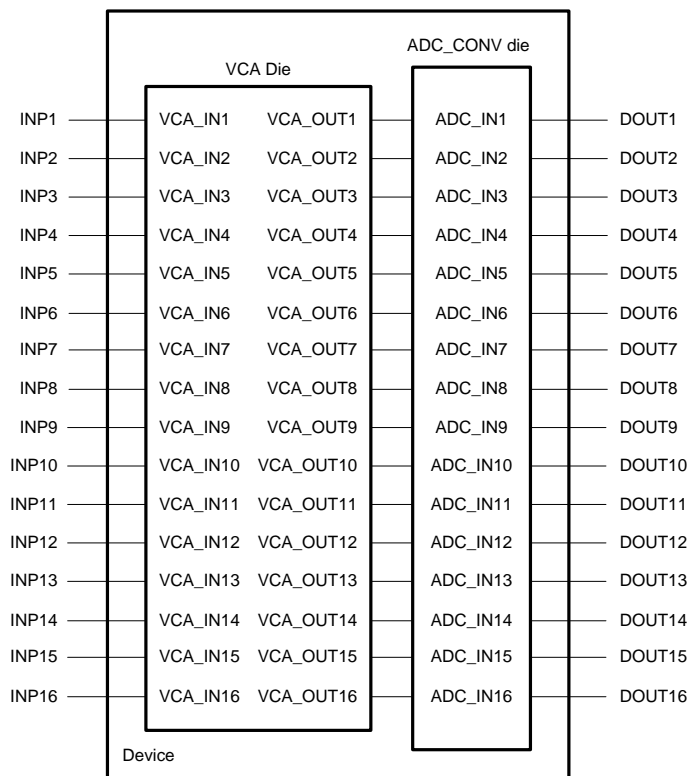 ADC_CONV die
VCA Die
INP1 VCA_IN1 VCA_OUT1 ADC_IN1 DOUT1
INP2 VCA_IN2 VCA_OUT2 ADC_IN2 DOUT2
INP3 VCA_IN3 VCA_OUT3 ADC_IN3 DOUT3
INP4 VCA_IN4 VCA_OUT4 ADC_IN4 DOUT4
INP5 VCA_IN5 VCA_OUT5 ADC_IN5 DOUT5
INP6 VCA_IN6 VCA_OUT6 ADC_IN6 DOUT6
INP7 VCA_IN7 VCA_OUT7 ADC_IN7 DOUT7
INP8 VCA_IN8 VCA_OUT8 ADC_IN8 DOUT8
INP9 VCA_IN9 VCA_OUT9 ADC_IN9 DOUT9
INP10 VCA_IN10 VCA_OUT10 ADC_IN10 DOUT10
INP11 VCA_IN11 VCA_OUT11 ADC_IN11 DOUT11
INP12 VCA_IN12 VCA_OUT12 ADC_IN12 DOUT12
INP13 VCA_IN13 VCA_OUT13 ADC_IN13 DOUT13
INP14 VCA_IN14 VCA_OUT14 ADC_IN14 DOUT14
INP15 VCA_IN15 VCA_OUT15 ADC_IN15 DOUT15
INP16 VCA_IN16 VCA_OUT16 ADC_IN16 DOUT16
Device